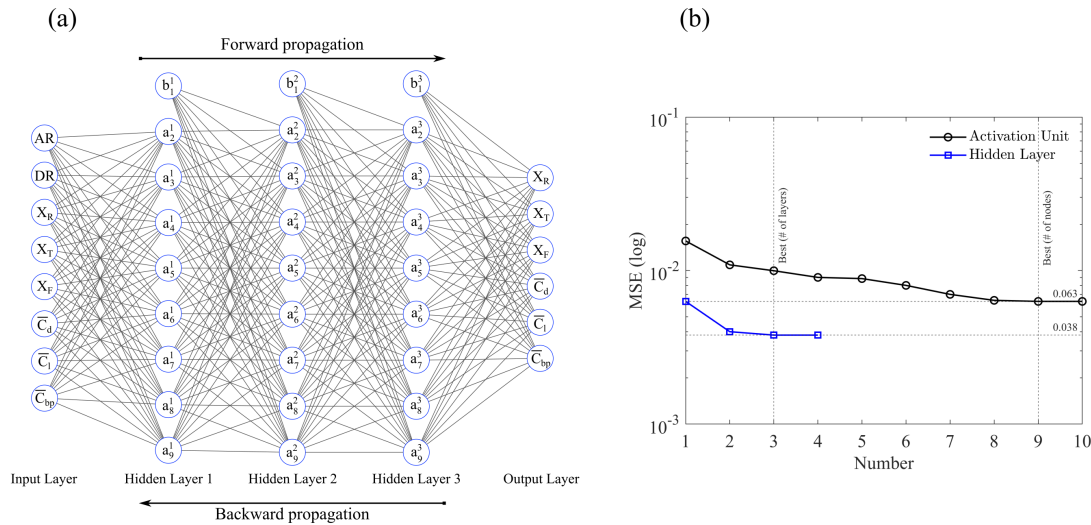 (a)
Forward propagation
AR
DR
X_R
X_T
X_F
C̅_d
C̅_l
C̅_bp
b_1^1
a_2^1
a_3^1
a_4^1
a_5^1
a_6^1
a_7^1
a_8^1
a_9^1
b_1^2
a_2^2
a_3^2
a_4^2
a_5^2
a_6^2
a_7^2
a_8^2
a_9^2
b_1^3
a_2^3
a_3^3
a_4^3
a_5^3
a_6^3
a_7^3
a_8^3
a_9^3
X_R
X_T
X_F
C̅_d
C̅_l
C̅_bp
Input Layer
Hidden Layer 1
Hidden Layer 2
Hidden Layer 3
Output Layer
Backward propagation
(b)
MSE (log)
10^-1
10^-2
10^-3
Activation Unit
Hidden Layer
Best (# of layers)
Best (# of nodes)
0.063
0.038
1 2 3 4 5 6 7 8 9 10
Number